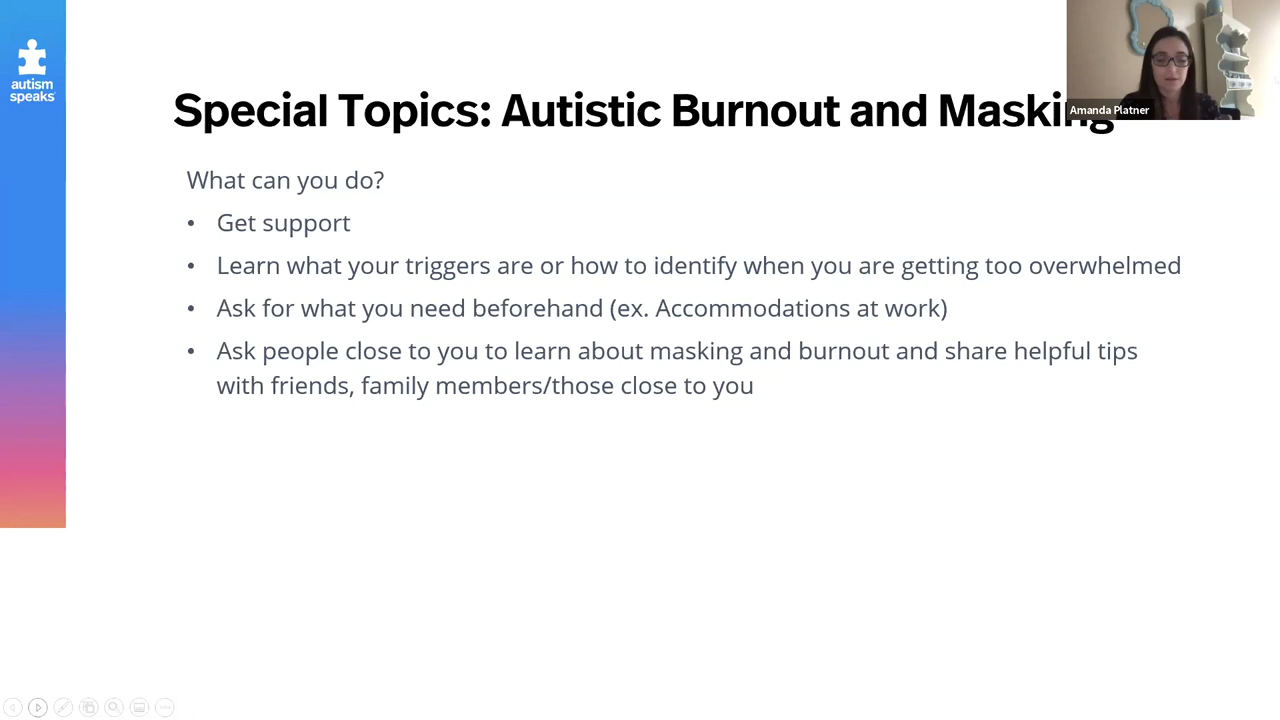 autism
speaks
Special Topics: Autistic Burnout and Masking
Amanda Platner
What can you do?
• Get support
• Learn what your triggers are or how to identify when you are getting too overwhelmed
• Ask for what you need beforehand (ex. Accommodations at work)
• Ask people close to you to learn about masking and burnout and share helpful tips
with friends, family members/those close to you